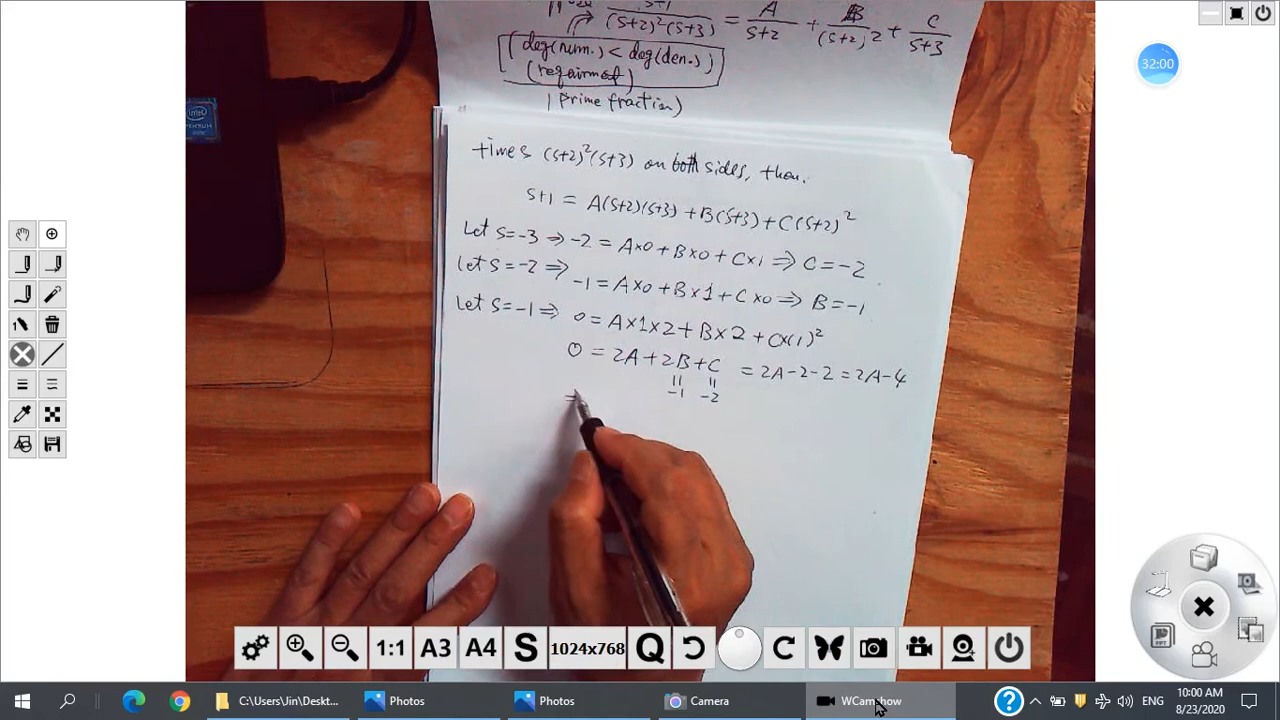 s+1 / (s+2)²(s+3) = A / s+2 + B / (s+2)2 + C / s+3
(deg(num.) < deg(den.))
prime fraction)
32:00
times (s+2)²(s+3) on both sides, then.
s+1 = A(s+2)(s+3) + B(s+3) + C(s+2)²
Let s=-3 ⇒ -2 = A×0 + B×0 + C×1 ⇒ C=-2
Let s=-2 ⇒ -1 = A×0 + B×1 + C×0 ⇒ B=-1
Let s=-1 ⇒ 0 = A×1×2 + B×2 + C×(1)²
0 = 2A+2B+C = 2A-2-2 = 2A-4
-1 -2
1:1 A3 A4 S 1024x768 Q
C:\Users\Jin\Deskt... Photos Photos Camera WCamshow ENG 10:00 AM
8/23/2020